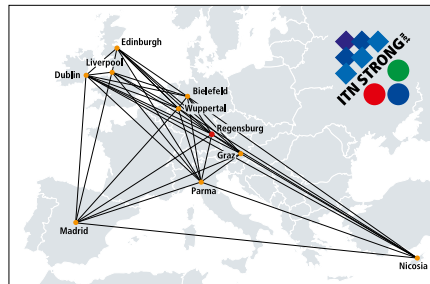 Edinburgh
ITN STRONG.net
Liverpool
Dublin
Bielefeld
Wuppertal
Regensburg
Graz
Parma
Madrid
Nicosia